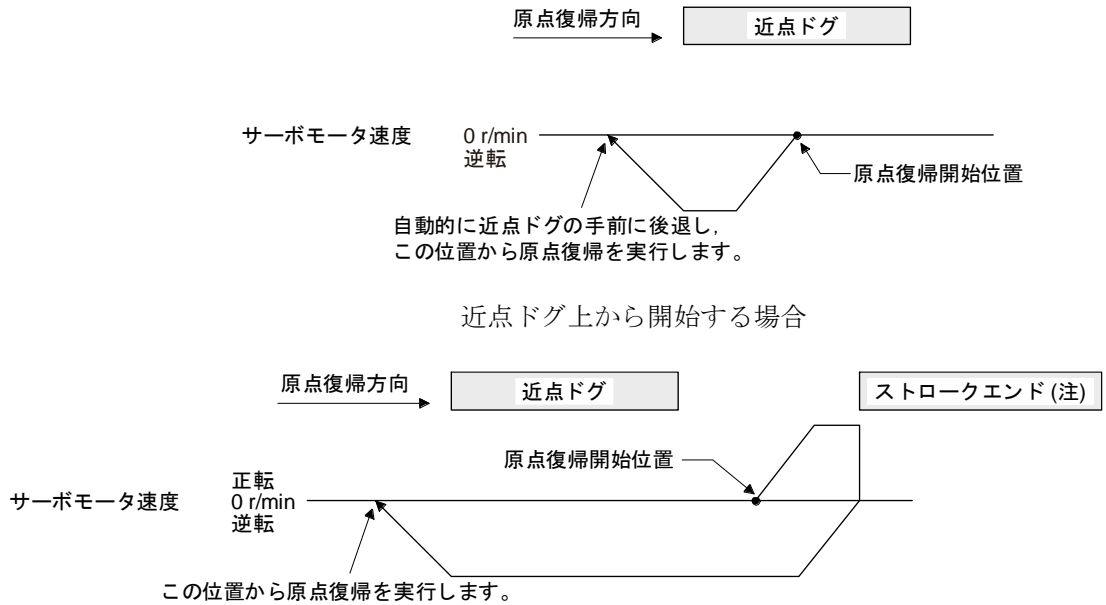 原点復帰方向
近点ドグ
サーボモータ速度
0 r/min
逆転
原点復帰開始位置
自動的に近点ドグの手前に後退し,
この位置から原点復帰を実行します。
近点ドグ上から開始する場合
原点復帰方向
近点ドグ
ストロークエンド (注)
原点復帰開始位置
サーボモータ速度
正転
0 r/min
逆転
この位置から原点復帰を実行します。